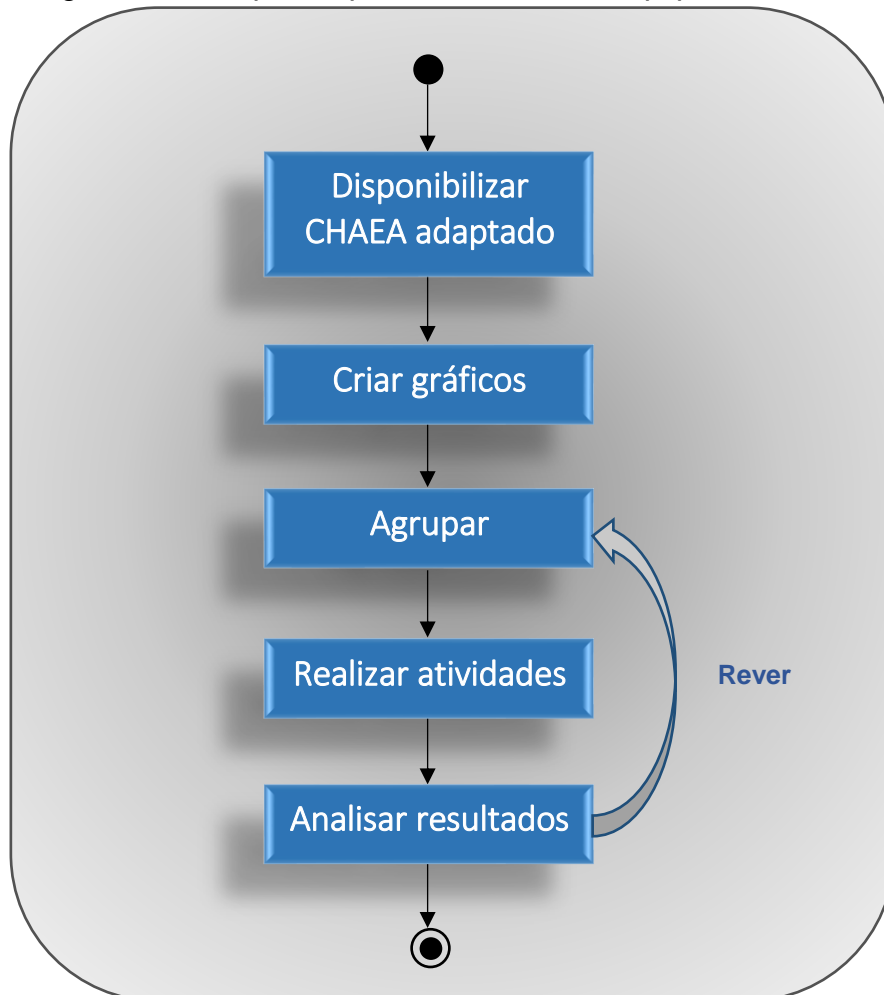 Disponibilizar
CHAEA adaptado
Criar gráficos
Agrupar
Realizar atividades
Rever
Analisar resultados